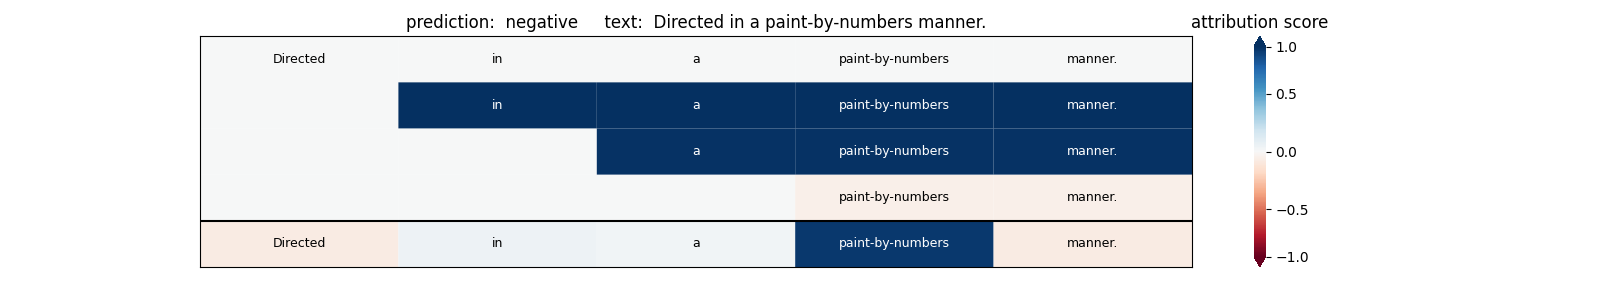 prediction:  negative     text:  Directed in a paint-by-numbers manner.
attribution score
Directed in a paint-by-numbers manner.
in a paint-by-numbers manner.
a paint-by-numbers manner.
paint-by-numbers manner.
Directed in a paint-by-numbers manner.
1.0
0.5
0.0
−0.5
−1.0